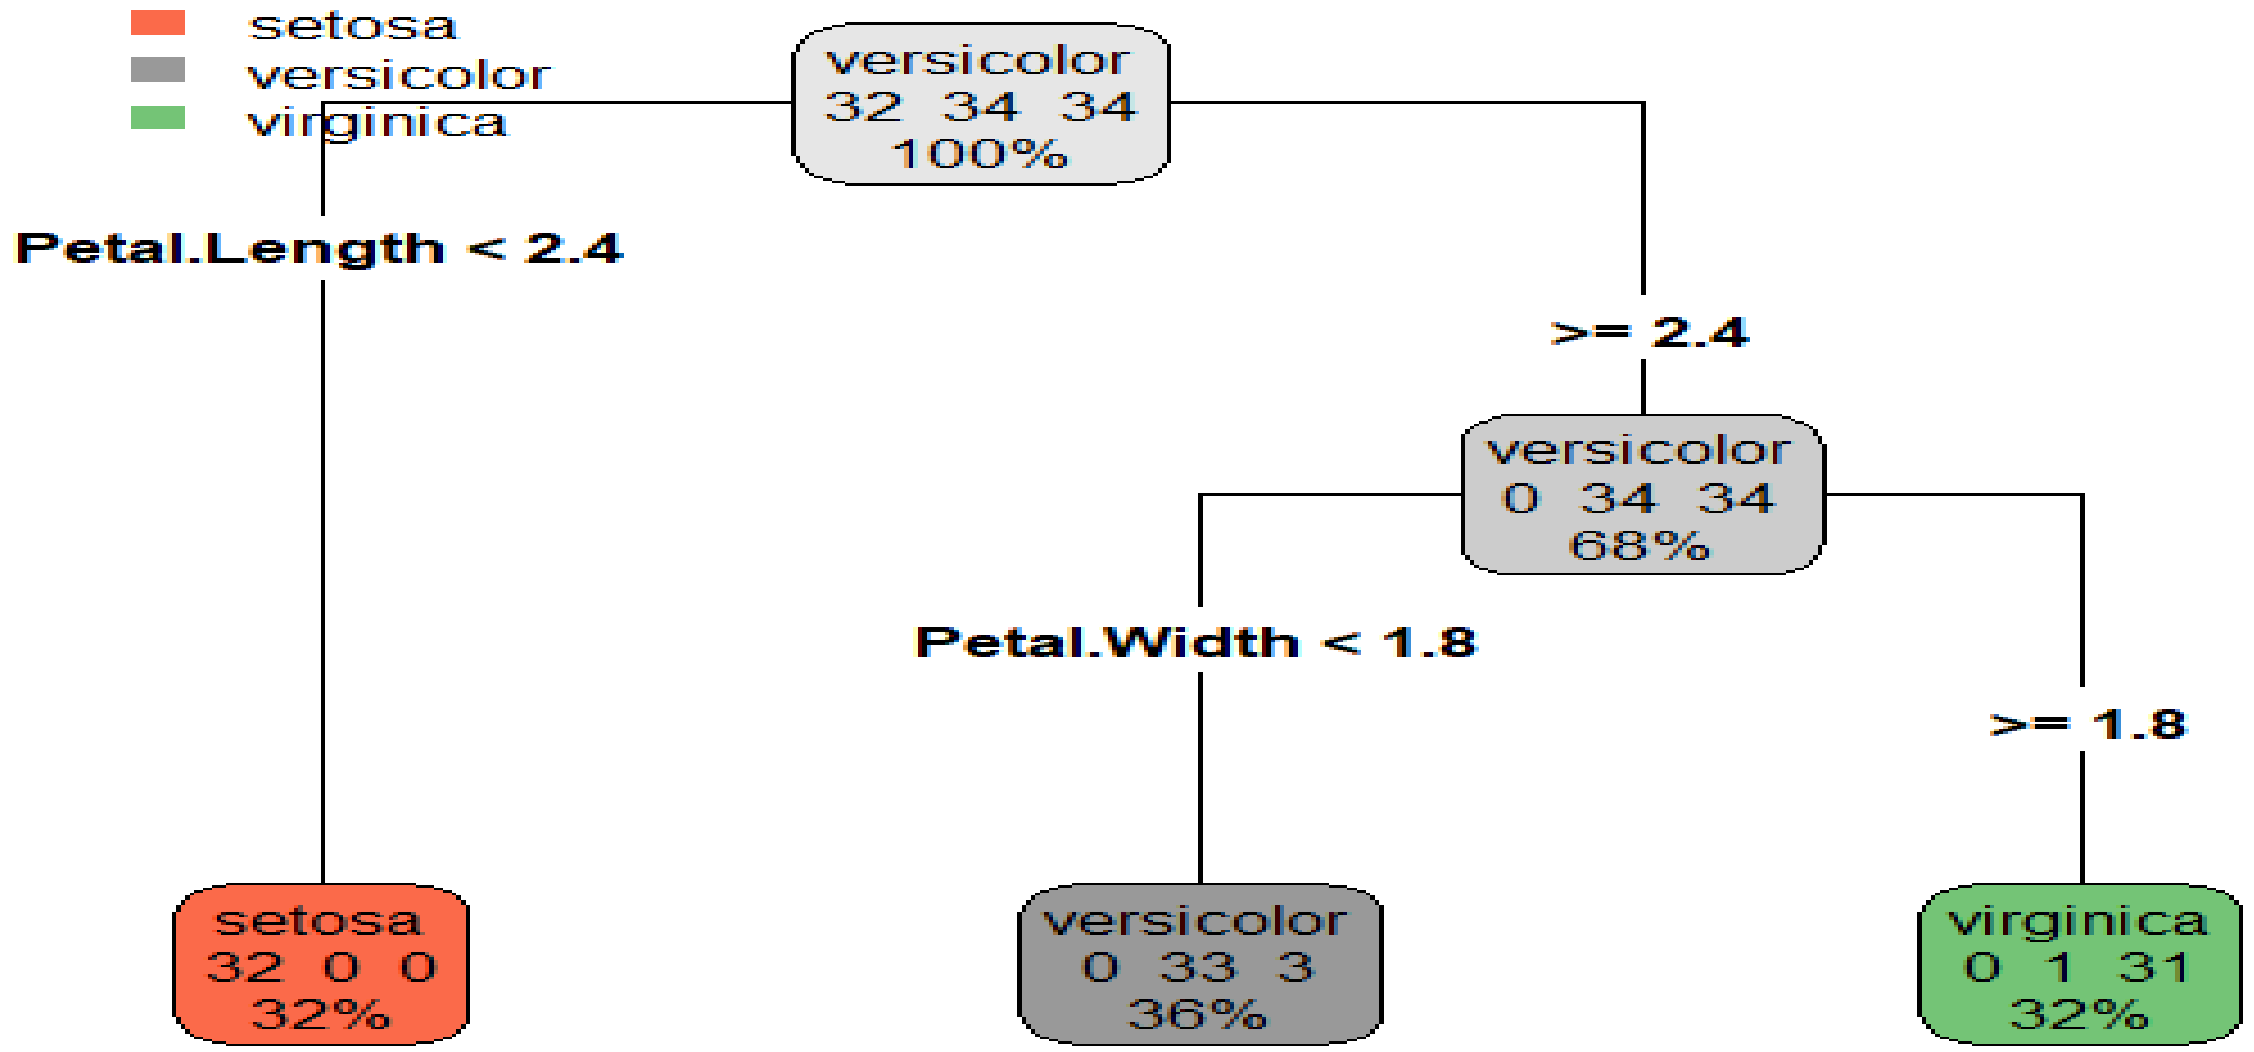 setosa
versicolor
virginica
versicolor
32 34 34
100%
Petal.Length < 2.4
>= 2.4
versicolor
0 34 34
68%
Petal.Width < 1.8
>= 1.8
setosa
32 0 0
32%
versicolor
0 33 3
36%
virginica
0 1 31
32%